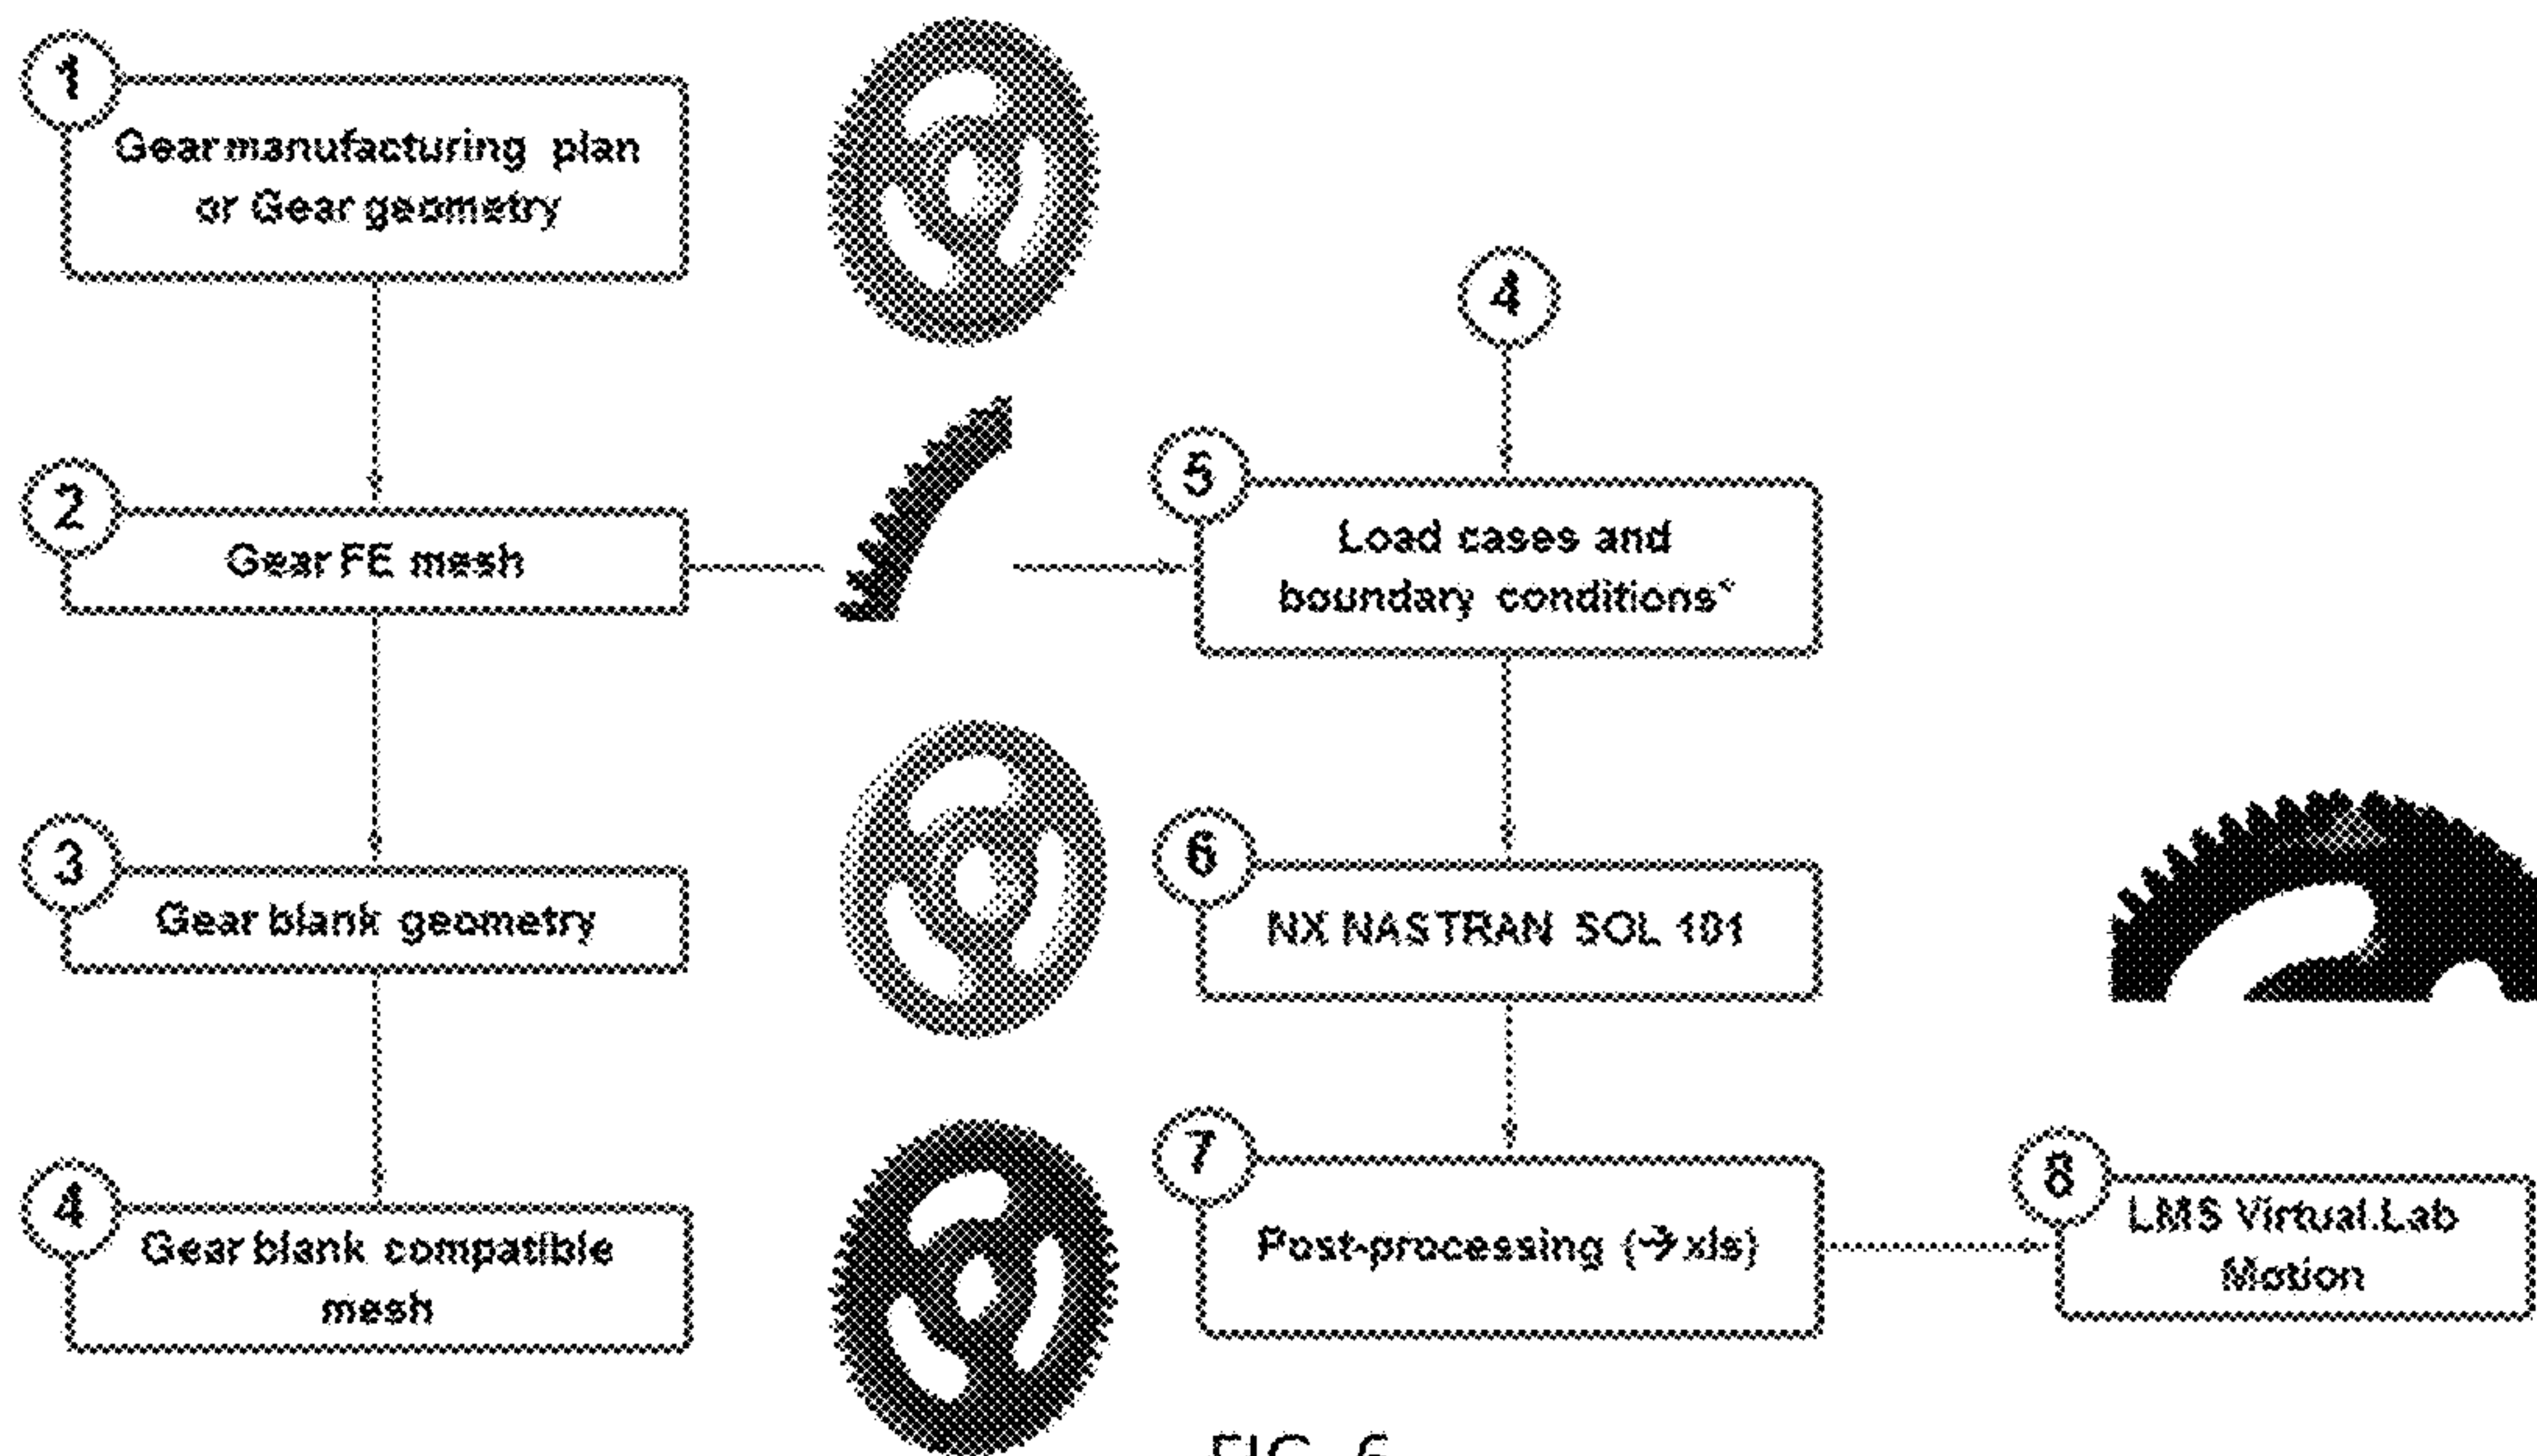 1
Gear manufacturing plan
or Gear geometry
2
Gear FE mesh
3
Gear blank geometry
4
Gear blank compatible
mesh
4
5
Load cases and
boundary conditions*
6
NX NASTRAN SOL 101
7
Post-processing (→xls)
8
LMS Virtual.Lab
Motion
FIG. 6